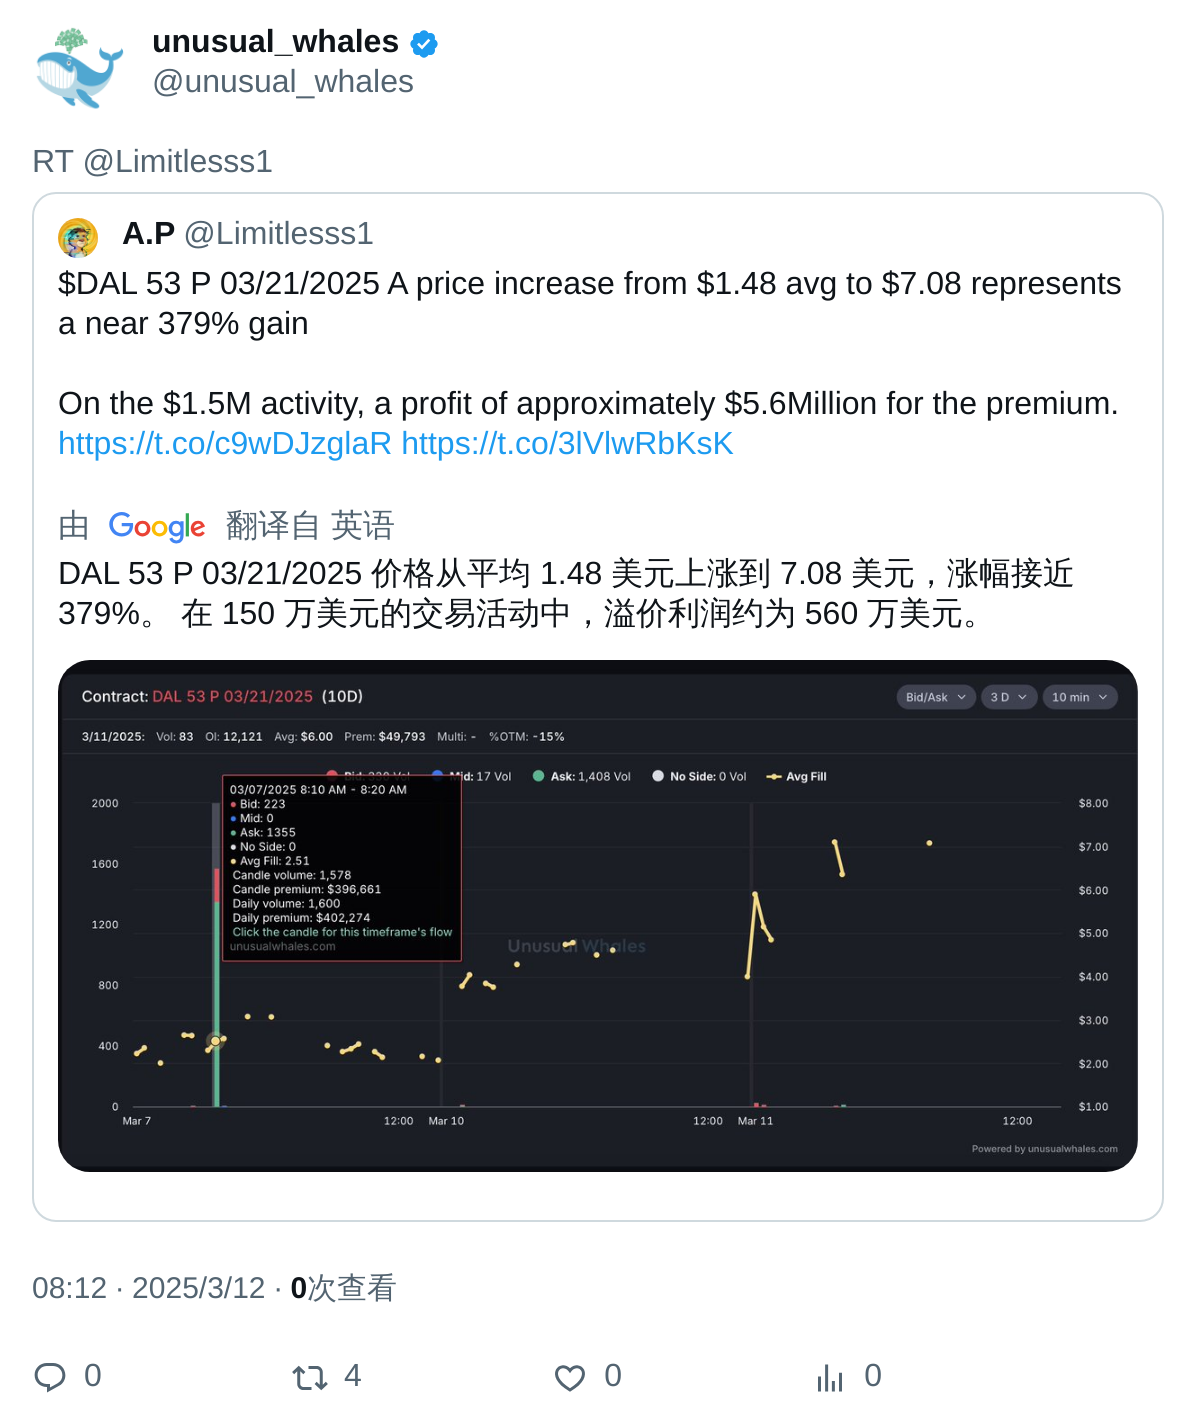 unusual_whales
@unusual_whales
RT @Limitlesss1
A.P @Limitlesss1
$DAL 53 P 03/21/2025 A price increase from $1.48 avg to $7.08 represents
a near 379% gain
On the $1.5M activity, a profit of approximately $5.6Million for the premium.
https://t.co/c9wDJzglaR https://t.co/3lVlwRbKsK
由 Google 翻译自 英语
DAL 53 P 03/21/2025 价格从平均 1.48 美元上涨到 7.08 美元，涨幅接近
379%。 在 150 万美元的交易活动中，溢价利润约为 560 万美元。
Contract: DAL 53 P 03/21/2025 (10D)
Bid/Ask 3 D 10 min
3/11/2025: Vol: 83 OI: 12,121 Avg: $6.00 Prem: $49,793 Multi: - %OTM: -15%
Mid: 17 Vol Ask: 1,408 Vol No Side: 0 Vol Avg Fill
03/07/2025 8:10 AM - 8:20 AM
Bid: 223
Mid: 0
Ask: 1355
No Side: 0
Avg Fill: 2.51
Candle volume: 1,578
Candle premium: $396,661
Daily volume: 1,600
Daily premium: $402,274
Click the candle for this timeframe's flow
unusualwhales.com
Unusual Whales
2000
1600
1200
800
400
0
$8.00
$7.00
$6.00
$5.00
$4.00
$3.00
$2.00
$1.00
Mar 7 12:00 Mar 10 12:00 Mar 11 12:00
Powered by unusualwhales.com
08:12 · 2025/3/12 · 0次查看
0 4 0 0